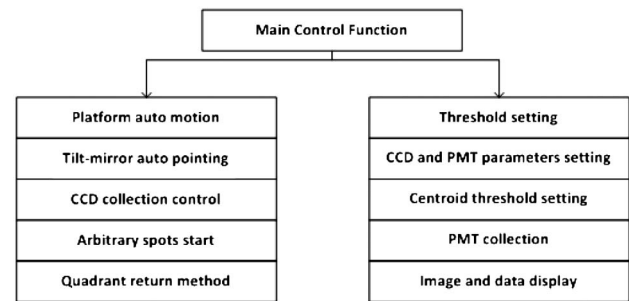 Main Control Function
Platform auto motion
Tilt-mirror auto pointing
CCD collection control
Arbitrary spots start
Quadrant return method
Threshold setting
CCD and PMT parameters setting
Centroid threshold setting
PMT collection
Image and data display